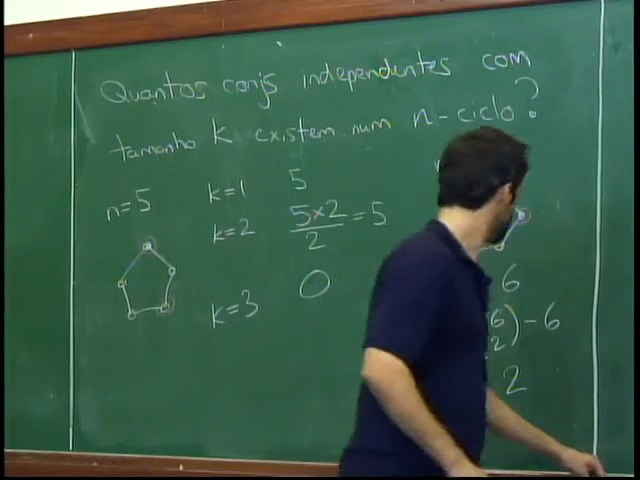 Quantos conjs independentes com
tamanho k existem num n-ciclo?
n=5
k=1 5
k=2 5×2/2 = 5
k=3 0
6
(6 2) - 6
2